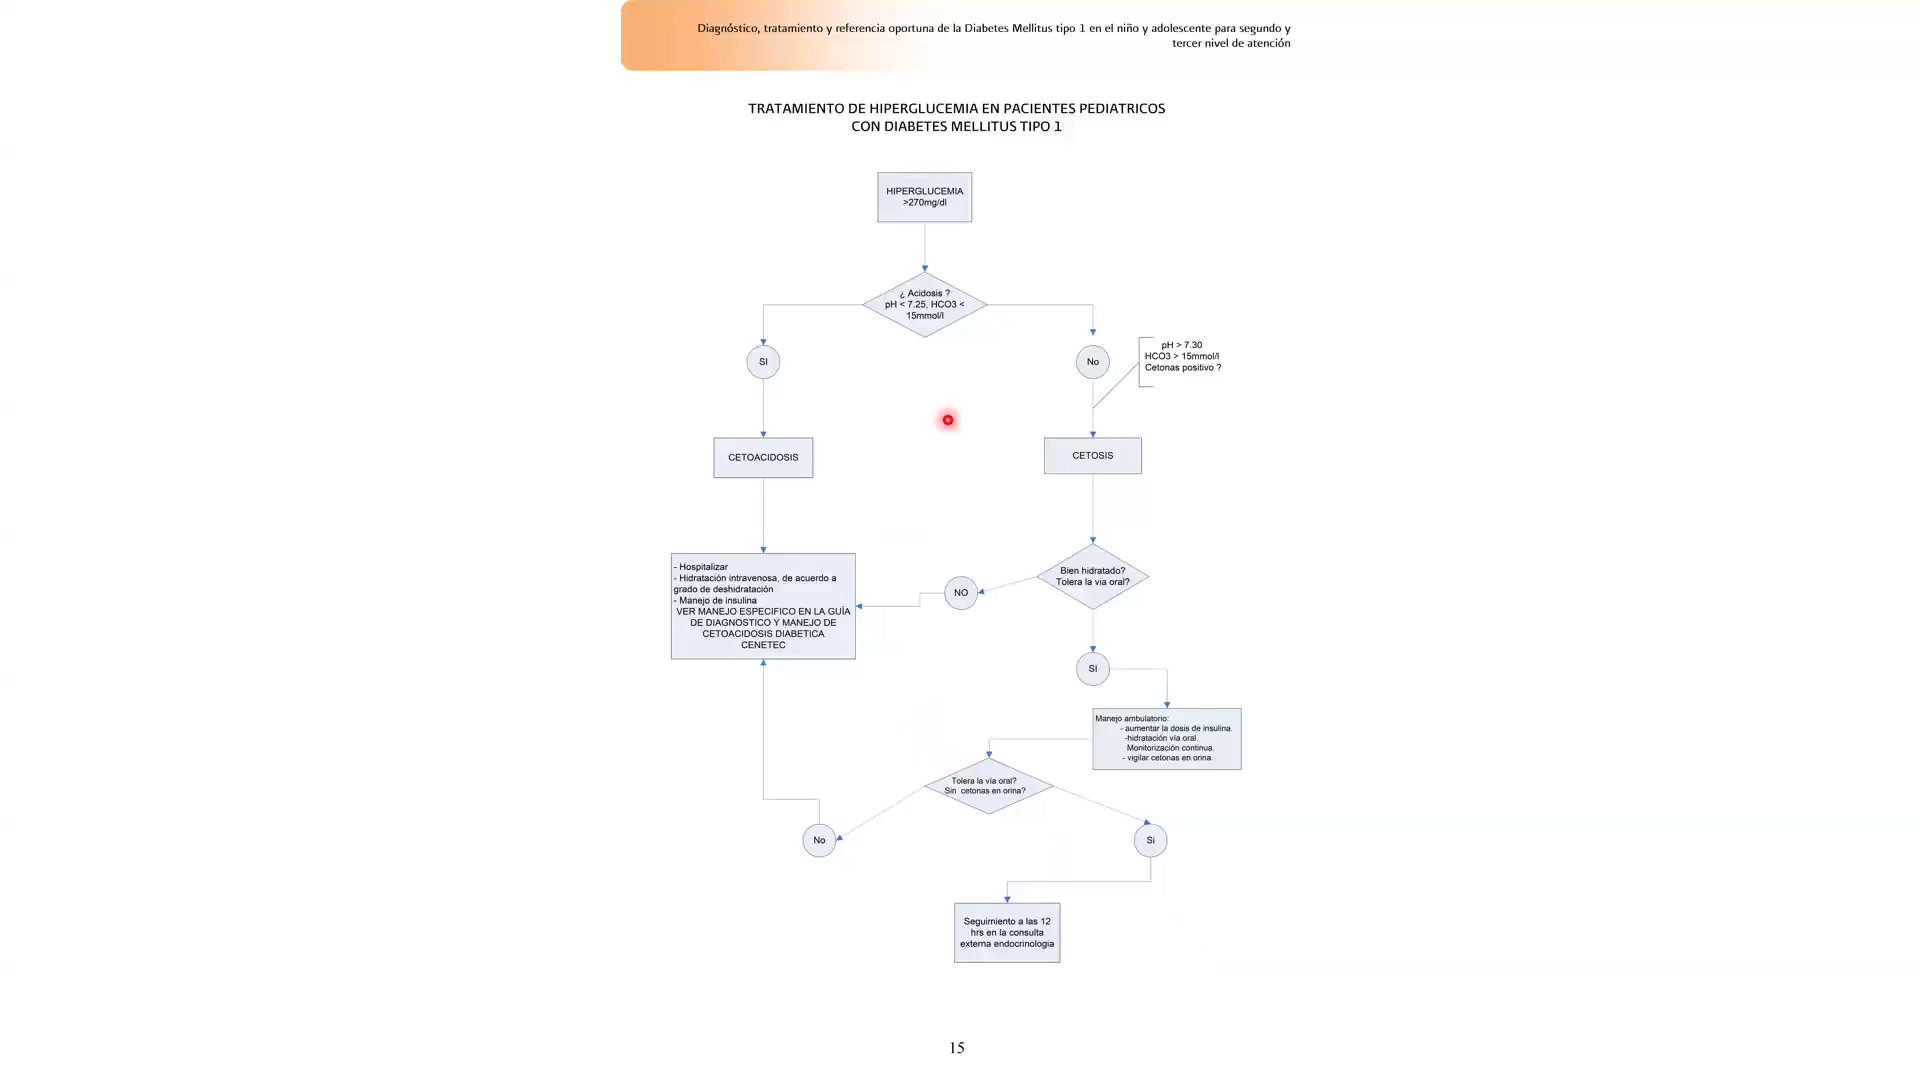 Diagnóstico, tratamiento y referencia oportuna de la Diabetes Mellitus tipo 1 en el niño y adolescente para segundo y
tercer nivel de atención
TRATAMIENTO DE HIPERGLUCEMIA EN PACIENTES PEDIATRICOS
CON DIABETES MELLITUS TIPO 1
HIPERGLUCEMIA
>270mg/dl
¿ Acidosis ?
pH < 7.25, HCO3 <
15mmol/l
SI
No
pH > 7.30
HCO3 > 15mmol/l
Cetonas positivo ?
CETOACIDOSIS
CETOSIS
- Hospitalizar
- Hidratación intravenosa, de acuerdo a
grado de deshidratación
- Manejo de insulina
VER MANEJO ESPECIFICO EN LA GUÍA
DE DIAGNOSTICO Y MANEJO DE
CETOACIDOSIS DIABETICA
CENETEC
NO
Bien hidratado?
Tolera la via oral?
SI
Manejo ambulatorio:
- aumentar la dosis de insulina.
-hidratación vía oral.
Monitorización continua.
- vigilar cetonas en orina.
Tolera la vía oral?
Sin cetonas en orina?
No
Si
Seguimiento a las 12
hrs en la consulta
externa endocrinologia
15